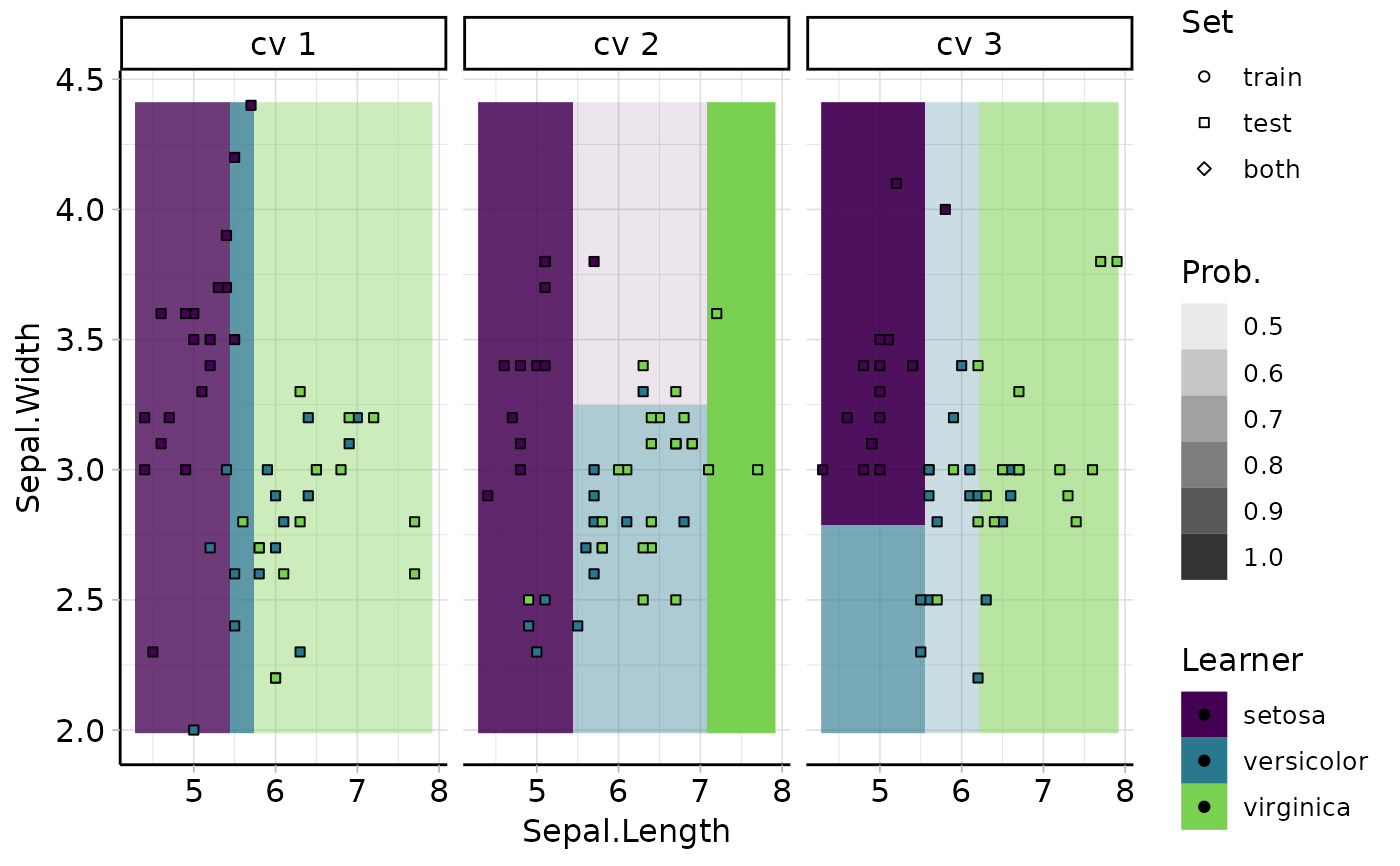 cv 1
cv 2
cv 3
4.5
4.0
3.5
3.0
2.5
2.0
Sepal.Width
5 6 7 8
5 6 7 8
5 6 7 8
Sepal.Length
Set
train
test
both
Prob.
0.5
0.6
0.7
0.8
0.9
1.0
Learner
setosa
versicolor
virginica